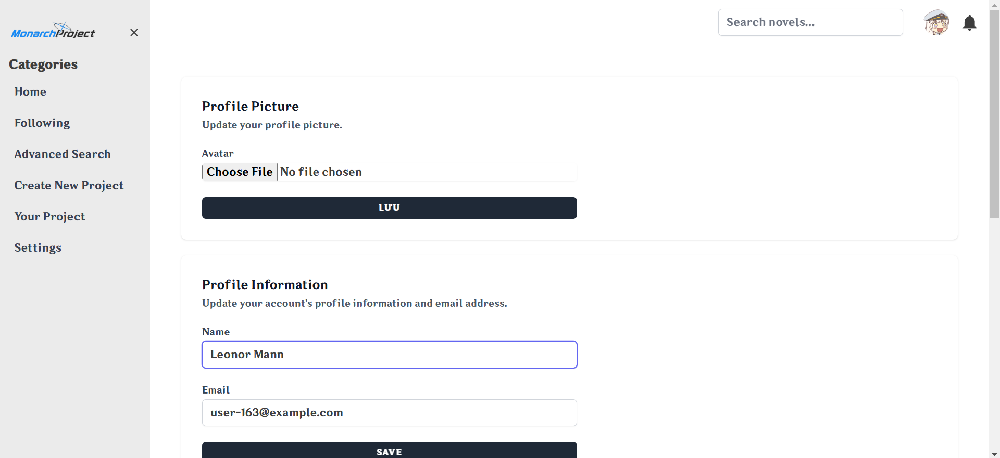 MonarchProject
Categories
Home
Following
Advanced Search
Create New Project
Your Project
Settings
Search novels...
Profile Picture
Update your profile picture.
Avatar
Choose File No file chosen
LƯU
Profile Information
Update your account's profile information and email address.
Name
Leonor Mann
Email
user-163@example.com
SAVE